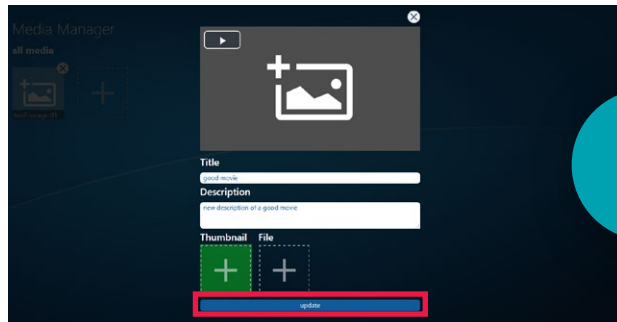 Media Manager
all media
Title
good movie
Description
new description of a good movie
Thumbnail File
update